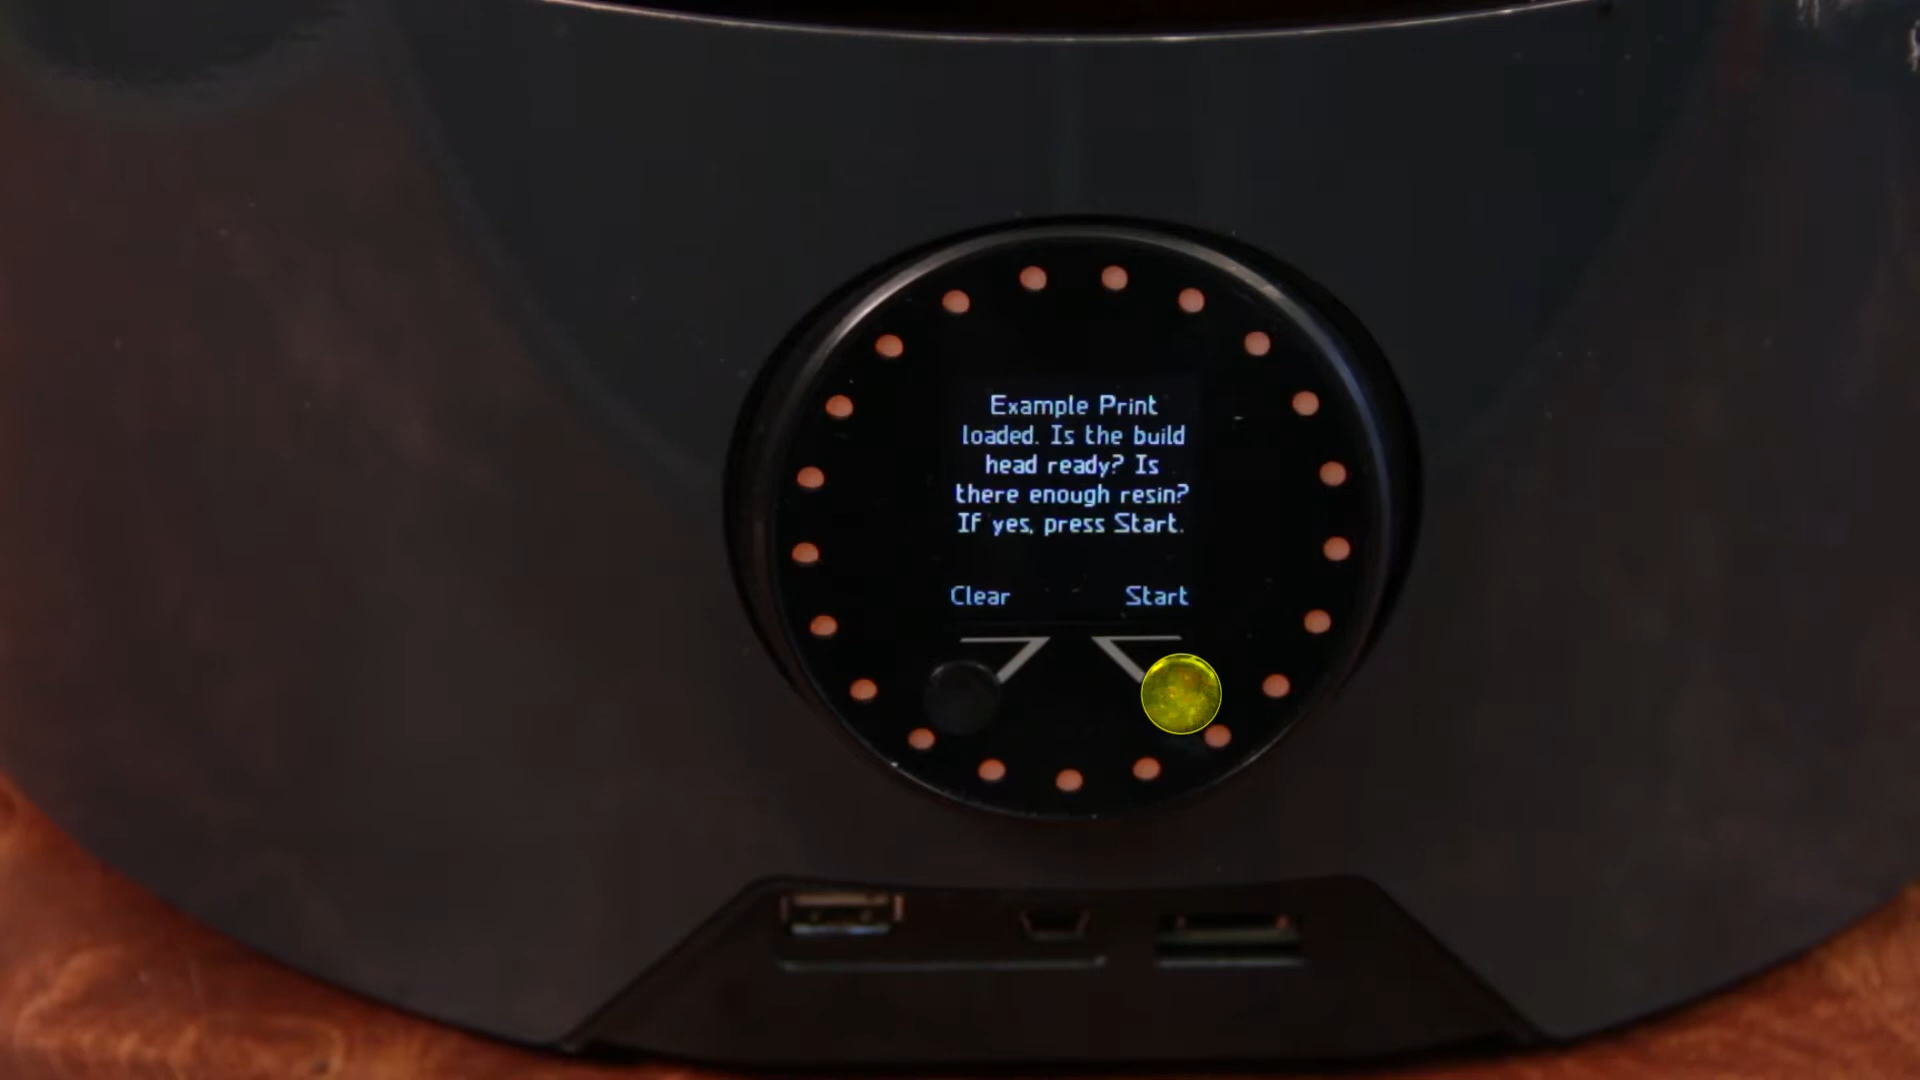 Example Print
loaded. Is the build
head ready? Is
there enough resin?
If yes, press Start.
Clear Start